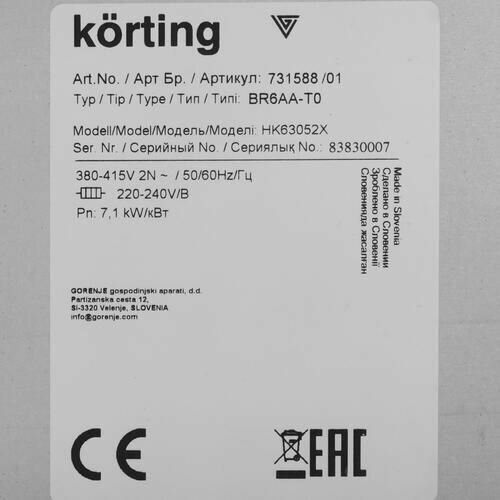 körting
Art.No. / Арт Бр. / Артикул: 731588 /01
Typ / Tip / Type / Тип / Типі: BR6AA-T0
Modell/Model/Модель/Моделі: HK63052X
Ser. Nr. / Серийный No. / Сериялық No.: 83830007
380-415V 2N ~ / 50/60Hz/Гц
220-240V/В
Pn: 7,1 kW/кВт
Made in Slovenia
Сделано в Словении
Зроблено в Словенії
Словенияда жасалған
GORENJE gospodinjski aparati, d.d.
Partizanska cesta 12,
SI-3320 Velenje, SLOVENIA
info@gorenje.com
CE
EAC